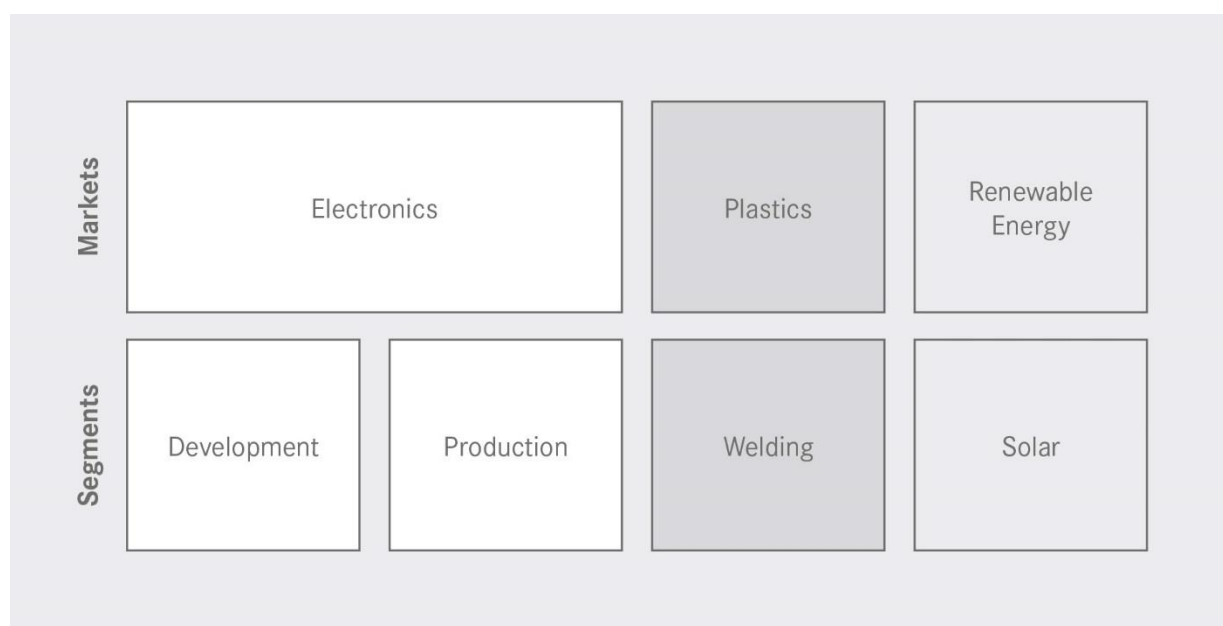 Markets
Electronics
Plastics
Renewable
Energy
Segments
Development
Production
Welding
Solar